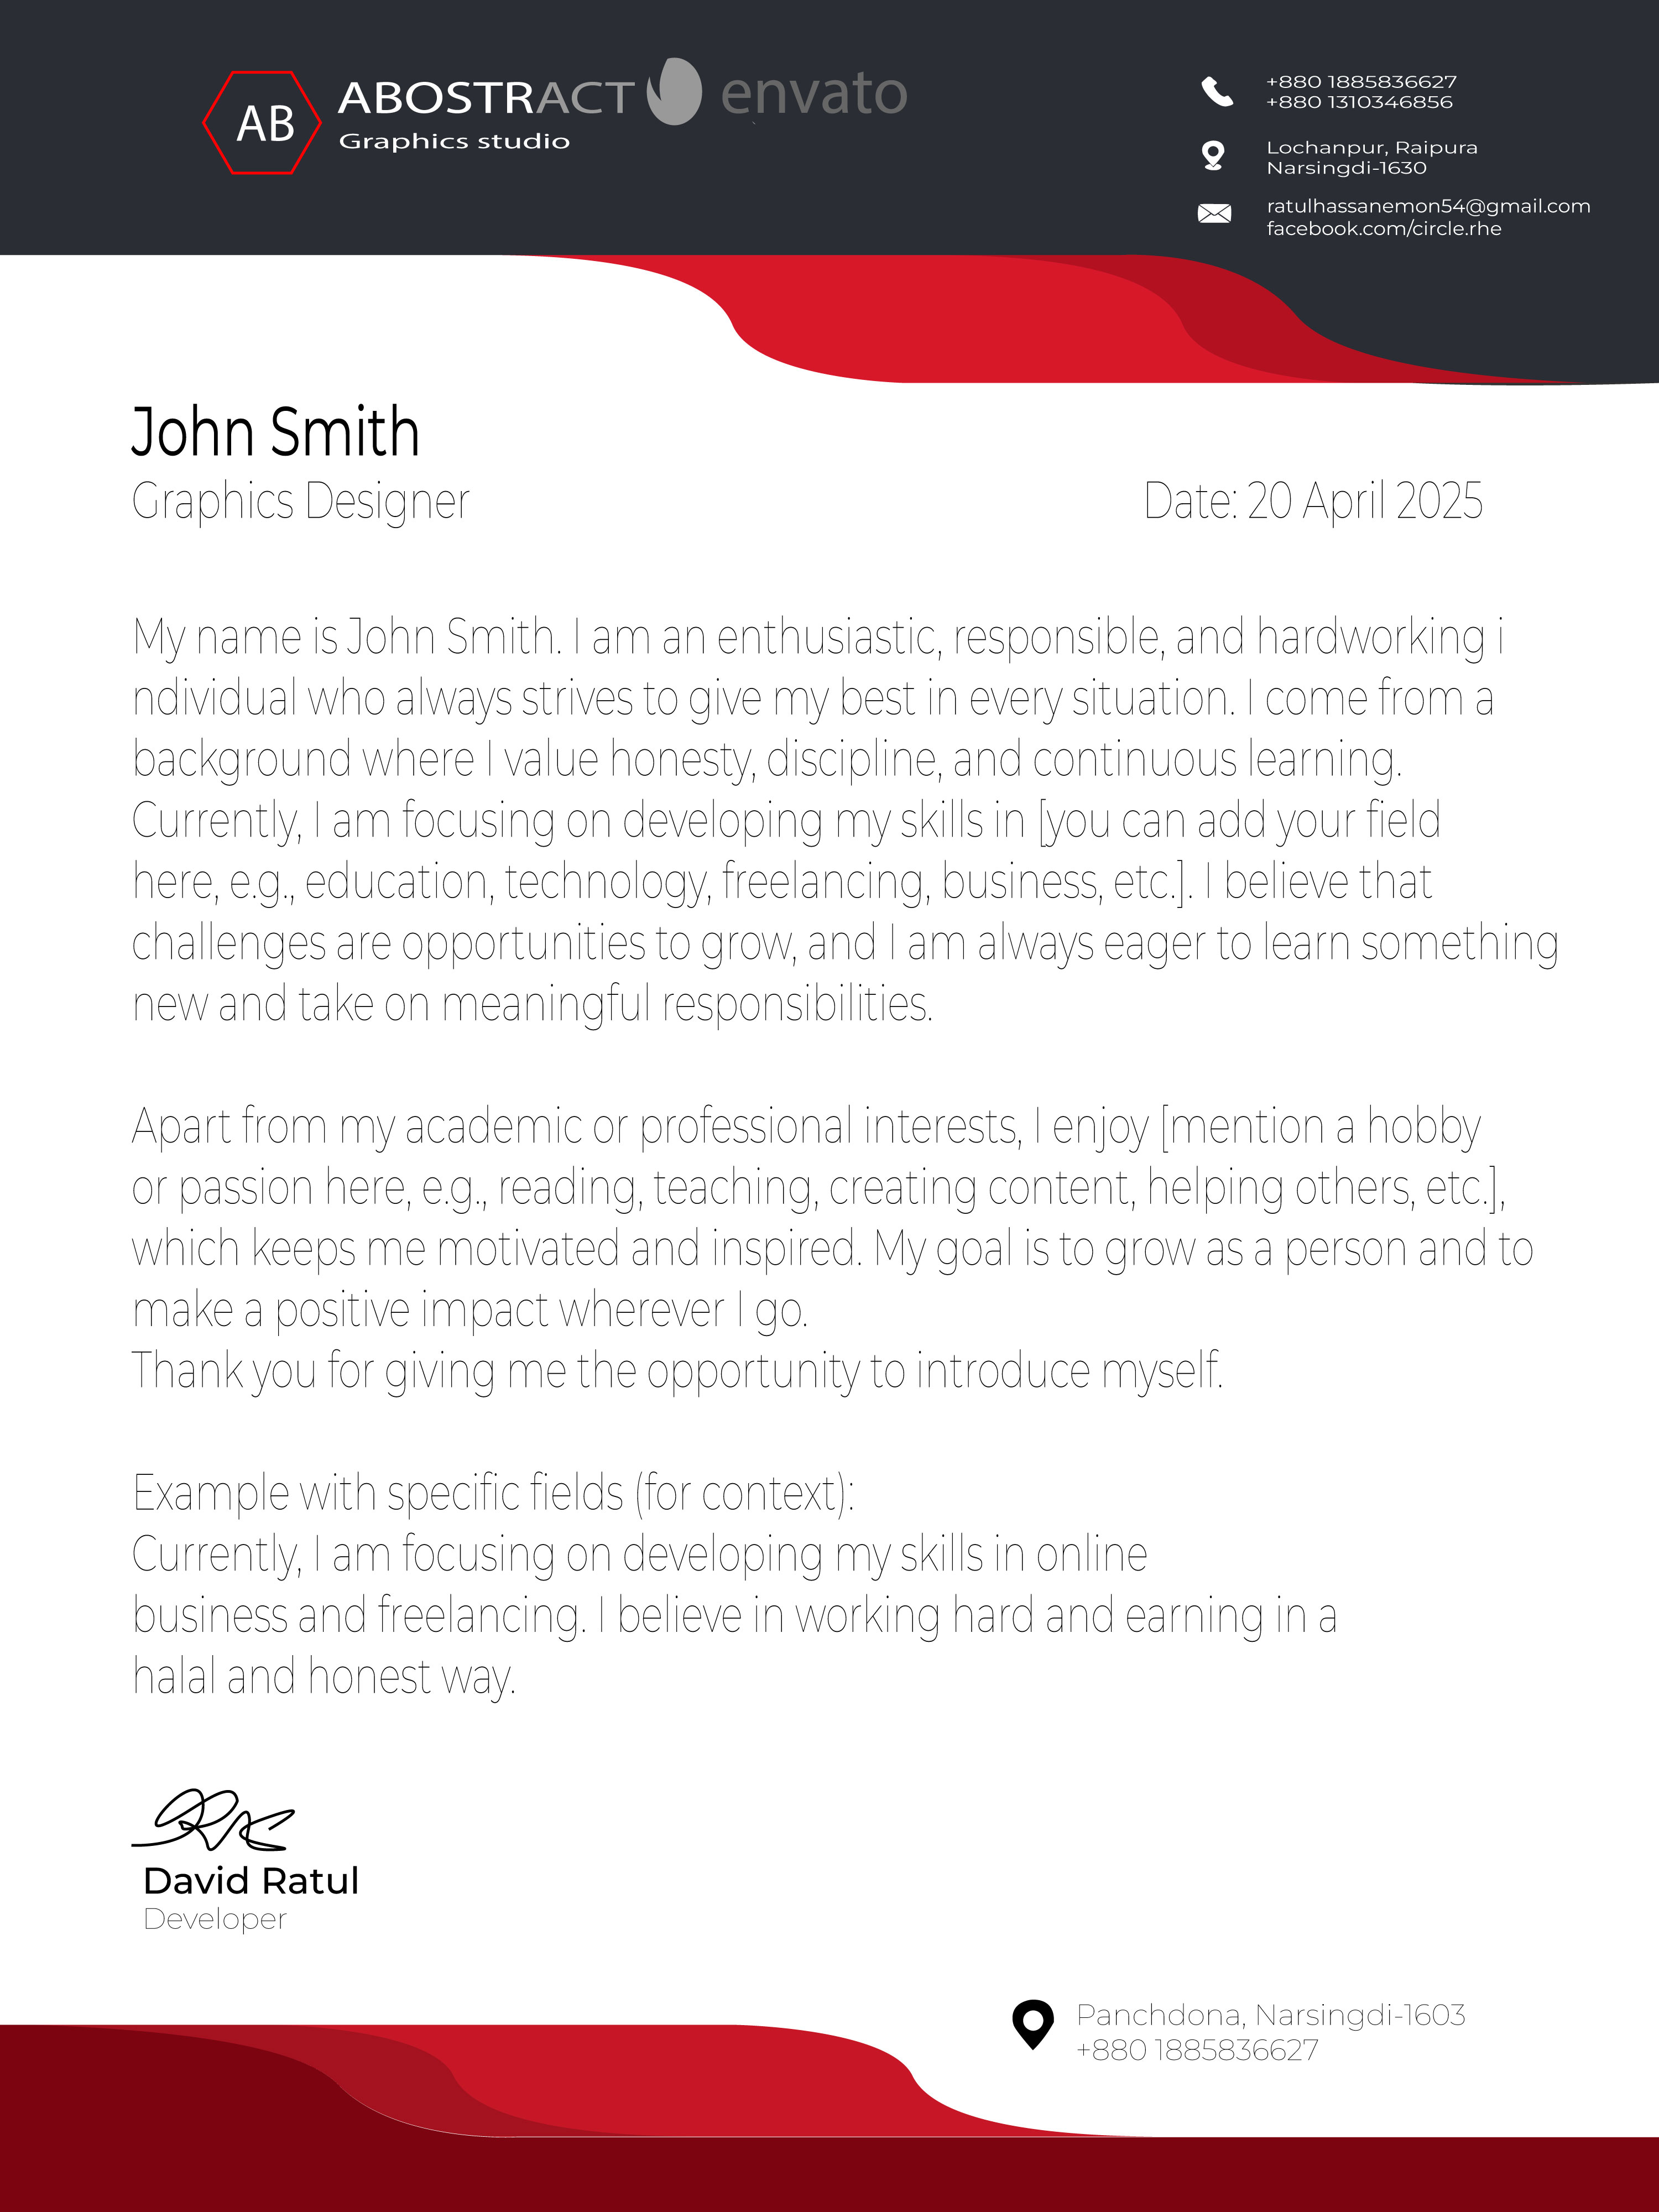 AB
ABOSTRACT
envato
Graphics studio
+880 1885836627
+880 1310346856
Lochanpur, Raipura
Narsingdi-1630
ratulhassanemon54@gmail.com
facebook.com/circle.rhe
John Smith
Graphics Designer
Date: 20 April 2025
My name is John Smith. I am an enthusiastic, responsible, and hardworking i
ndividual who always strives to give my best in every situation. I come from a
background where I value honesty, discipline, and continuous learning.
Currently, I am focusing on developing my skills in [you can add your field
here, e.g., education, technology, freelancing, business, etc.]. I believe that
challenges are opportunities to grow, and I am always eager to learn something
new and take on meaningful responsibilities.
Apart from my academic or professional interests, I enjoy [mention a hobby
or passion here, e.g., reading, teaching, creating content, helping others, etc.],
which keeps me motivated and inspired. My goal is to grow as a person and to
make a positive impact wherever I go.
Thank you for giving me the opportunity to introduce myself.
Example with specific fields (for context):
Currently, I am focusing on developing my skills in online
business and freelancing. I believe in working hard and earning in a
halal and honest way.
David Ratul
Developer
Panchdona, Narsingdi-1603
+880 1885836627